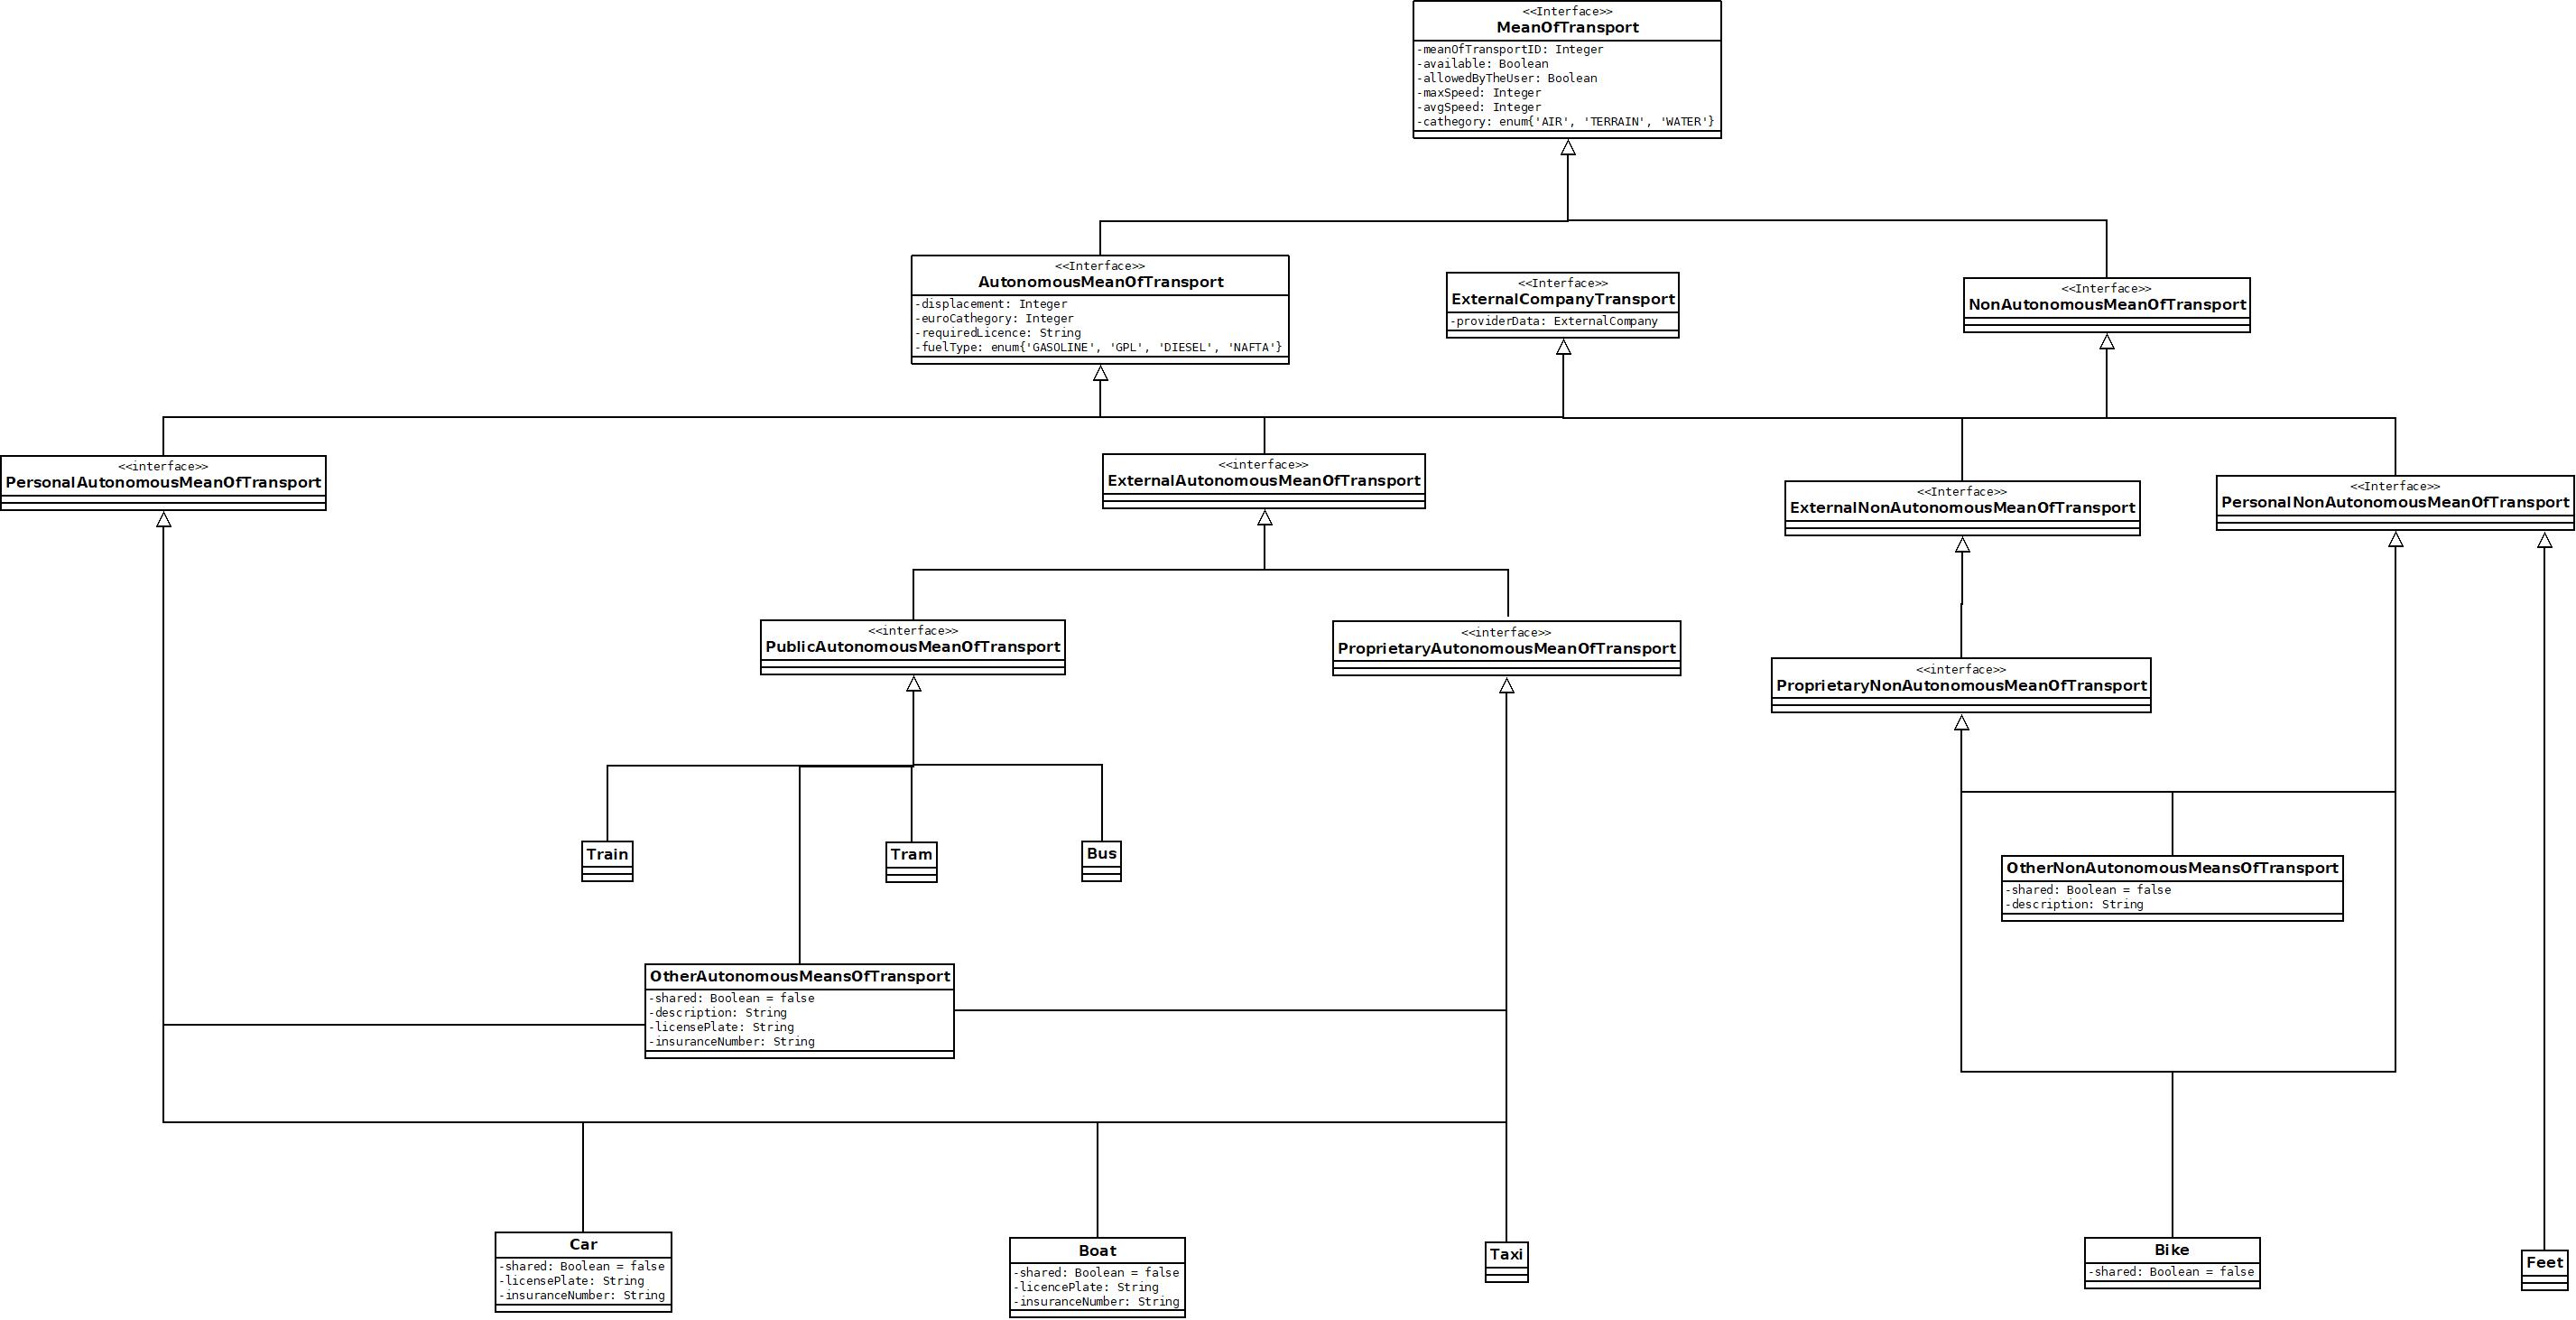 <<Interface>>
MeanOfTransport
-meanOfTransportID: Integer
-available: Boolean
-allowedByTheUser: Boolean
-maxSpeed: Integer
-avgSpeed: Integer
-cathegory: enum{'AIR', 'TERRAIN', 'WATER'}
<<Interface>>
AutonomousMeanOfTransport
-displacement: Integer
-euroCathegory: Integer
-requiredLicence: String
-fuelType: enum{'GASOLINE', 'GPL', 'DIESEL', 'NAFTA'}
<<Interface>>
ExternalCompanyTransport
-providerData: ExternalCompany
<<Interface>>
NonAutonomousMeanOfTransport
<<interface>>
PersonalAutonomousMeanOfTransport
<<interface>>
ExternalAutonomousMeanOfTransport
<<Interface>>
ExternalNonAutonomousMeanOfTransport
<<Interface>>
PersonalNonAutonomousMeanOfTransport
<<interface>>
PublicAutonomousMeanOfTransport
<<interface>>
ProprietaryAutonomousMeanOfTransport
<<interface>>
ProprietaryNonAutonomousMeanOfTransport
Train
Tram
Bus
OtherNonAutonomousMeansOfTransport
-shared: Boolean = false
-description: String
OtherAutonomousMeansOfTransport
-shared: Boolean = false
-description: String
-licensePlate: String
-insuranceNumber: String
Car
-shared: Boolean = false
-licensePlate: String
-insuranceNumber: String
Boat
-shared: Boolean = false
-licencePlate: String
-insuranceNumber: String
Taxi
Bike
-shared: Boolean = false
Feet